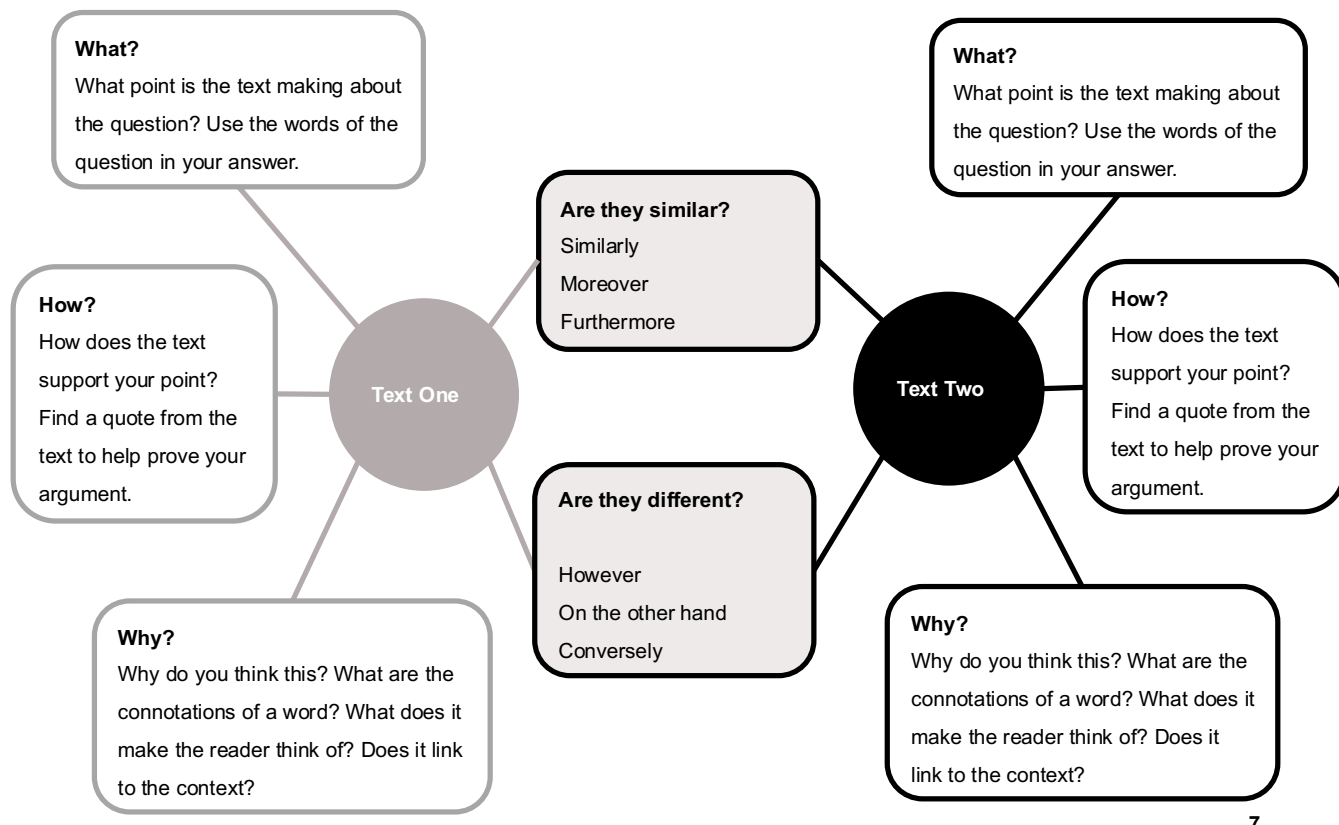 What?
What point is the text making about
the question? Use the words of the
question in your answer.
How?
How does the text
support your point?
Find a quote from the
text to help prove your
argument.
Why?
Why do you think this? What are the
connotations of a word? What does it
make the reader think of? Does it link
to the context?
Text One
Are they similar?
Similarly
Moreover
Furthermore
Are they different?
However
On the other hand
Conversely
Text Two
What?
What point is the text making about
the question? Use the words of the
question in your answer.
How?
How does the text
support your point?
Find a quote from the
text to help prove your
argument.
Why?
Why do you think this? What are the
connotations of a word? What does it
make the reader think of? Does it
link to the context?
7